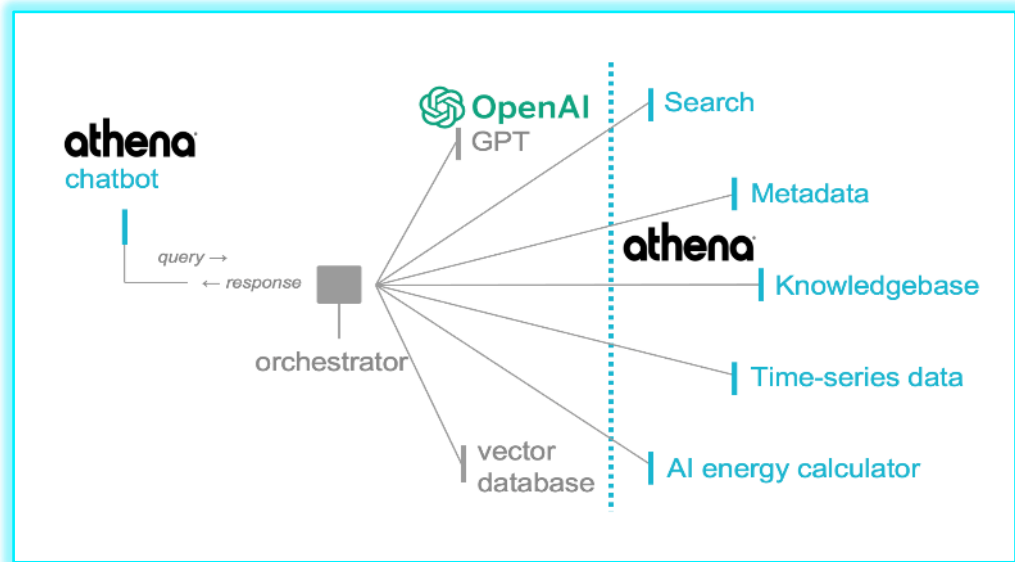 OpenAI
GPT
Search
athena
chatbot
Metadata
athena
query →
← response
Knowledgebase
orchestrator
Time-series data
vector
database
AI energy calculator